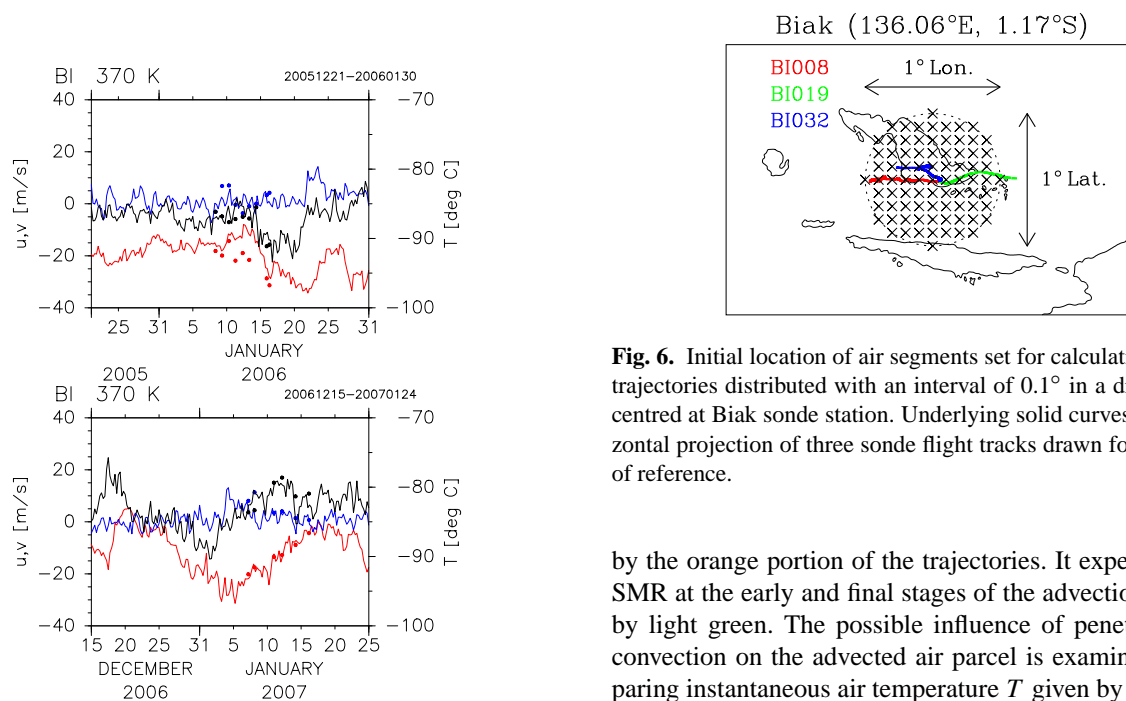 BI 370 K 20051221−20060130
40 −70
20 −80
0
−20 −90
−40 −100
u,v [m/s]
T [deg C]
25 31 5 10 15 20 25 31
JANUARY
2005 2006
BI 370 K 20061215−20070124
40 −70
20 −80
0
−20 −90
−40 −100
u,v [m/s]
T [deg C]
15 20 25 31 5 10 15 20 25
DECEMBER JANUARY
2006 2007
Biak (136.06°E, 1.17°S)
BI008
BI019
BI032
1° Lon.
1° Lat.
Fig. 6. Initial location of air segments set for
trajectories distributed with an interval of 0.1° in a
centred at Biak sonde station. Underlying solid curves
zontal projection of three sonde flight tracks drawn
of reference.
by the orange portion of the trajectories. It
SMR at the early and final stages of the advection
by light green. The possible influence of
convection on the advected air parcel is
paring instantaneous air temperature T given by